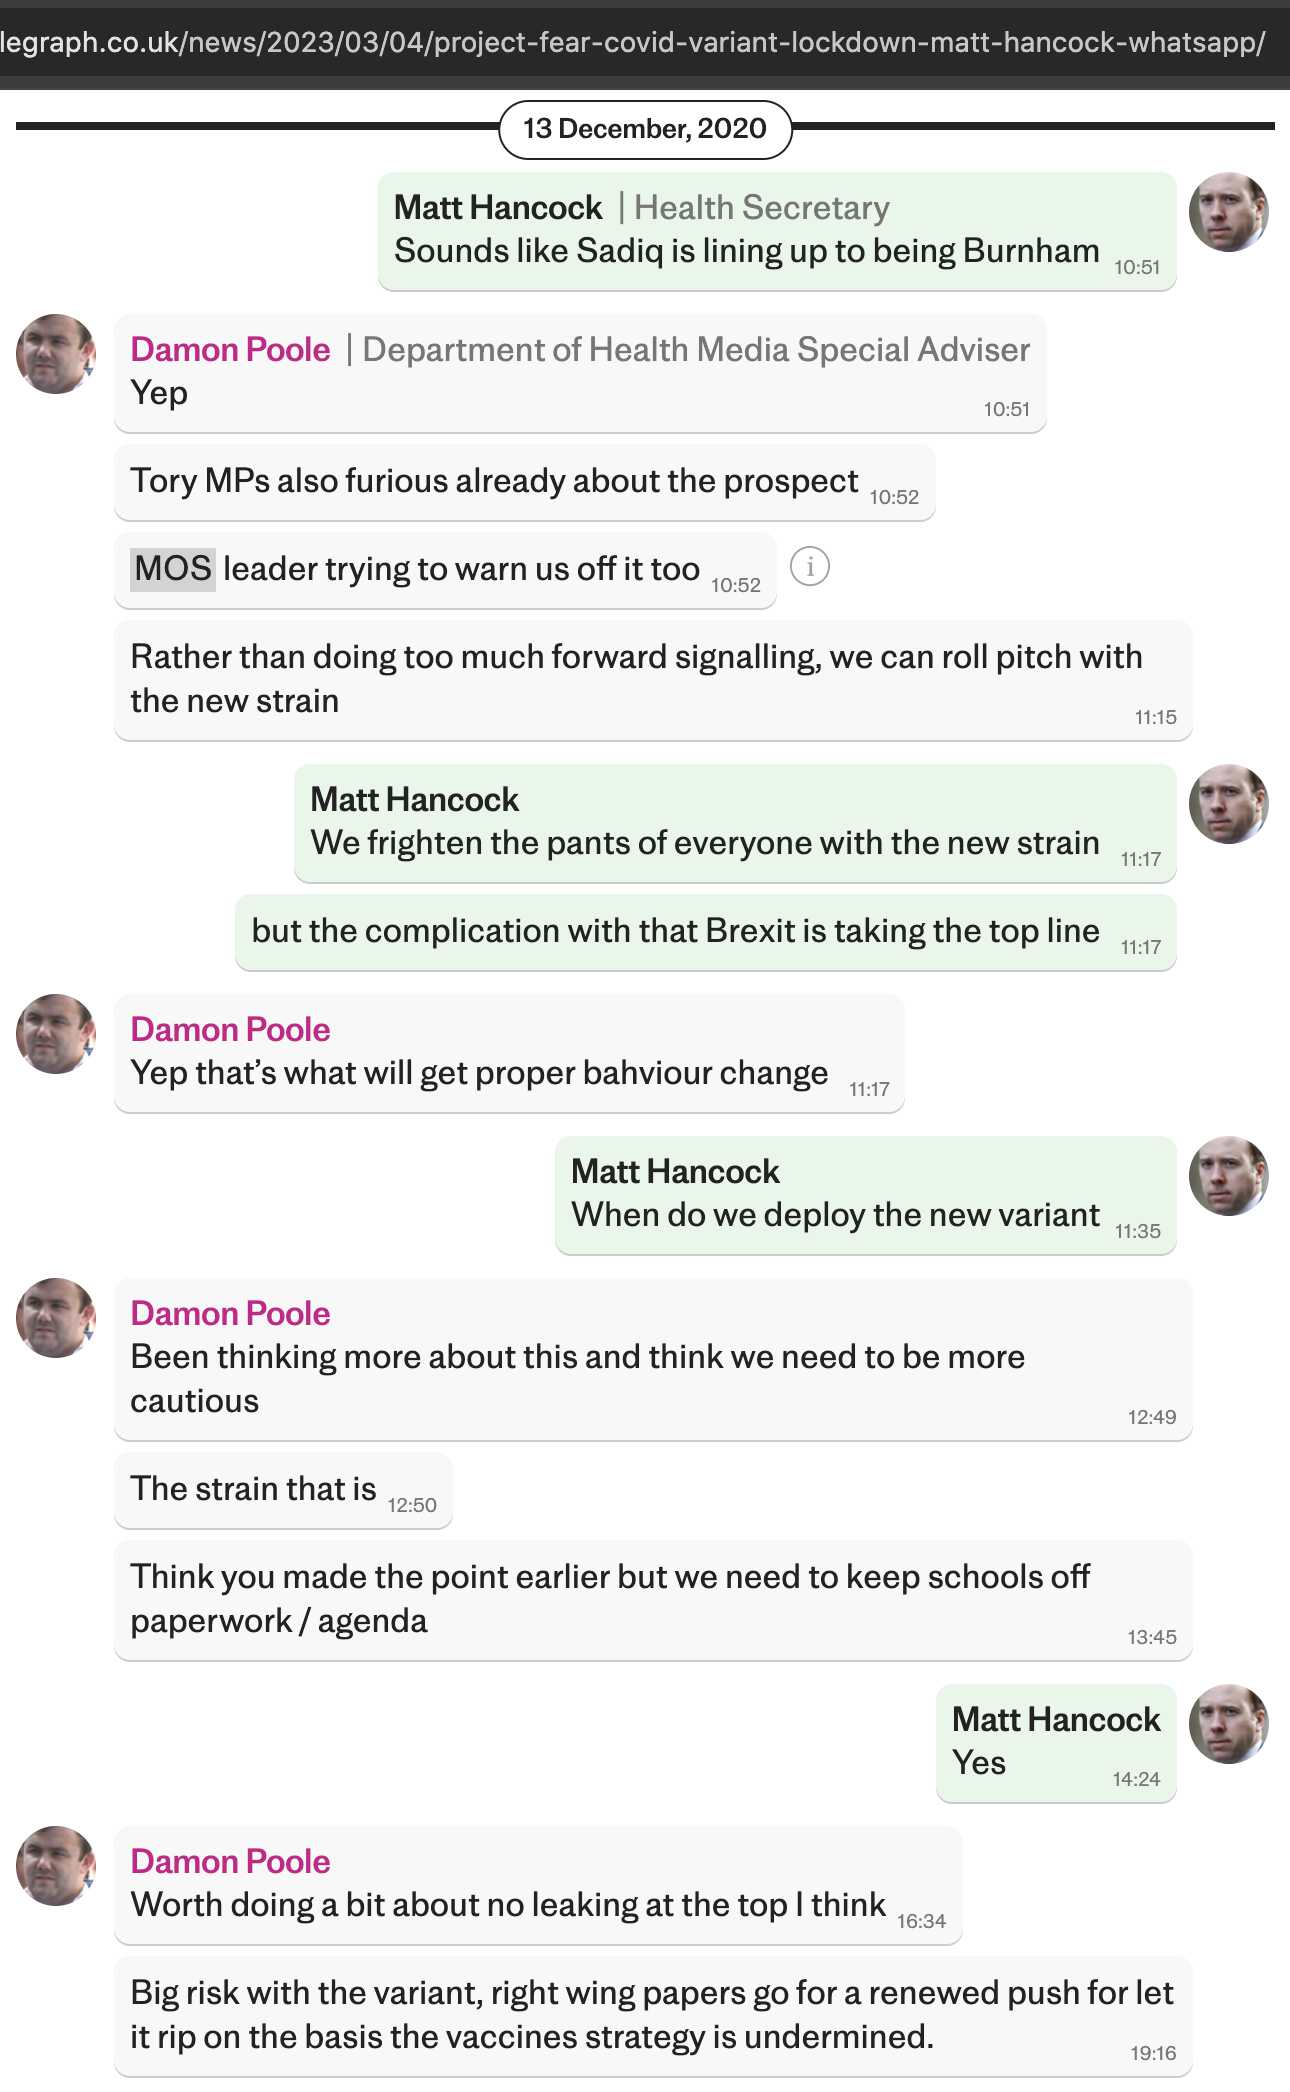 legraph.co.uk/news/2023/03/04/project-fear-covid-variant-lockdown-matt-hancock-whatsapp/
13 December, 2020
Matt Hancock | Health Secretary
Sounds like Sadiq is lining up to being Burnham 10:51
Damon Poole | Department of Health Media Special Adviser
Yep 10:51
Tory MPs also furious already about the prospect 10:52
MOS leader trying to warn us off it too 10:52 i
Rather than doing too much forward signalling, we can roll pitch with
the new strain 11:15
Matt Hancock
We frighten the pants of everyone with the new strain 11:17
but the complication with that Brexit is taking the top line 11:17
Damon Poole
Yep that's what will get proper bahviour change 11:17
Matt Hancock
When do we deploy the new variant 11:35
Damon Poole
Been thinking more about this and think we need to be more
cautious 12:49
The strain that is 12:50
Think you made the point earlier but we need to keep schools off
paperwork / agenda 13:45
Matt Hancock
Yes 14:24
Damon Poole
Worth doing a bit about no leaking at the top I think 16:34
Big risk with the variant, right wing papers go for a renewed push for let
it rip on the basis the vaccines strategy is undermined. 19:16